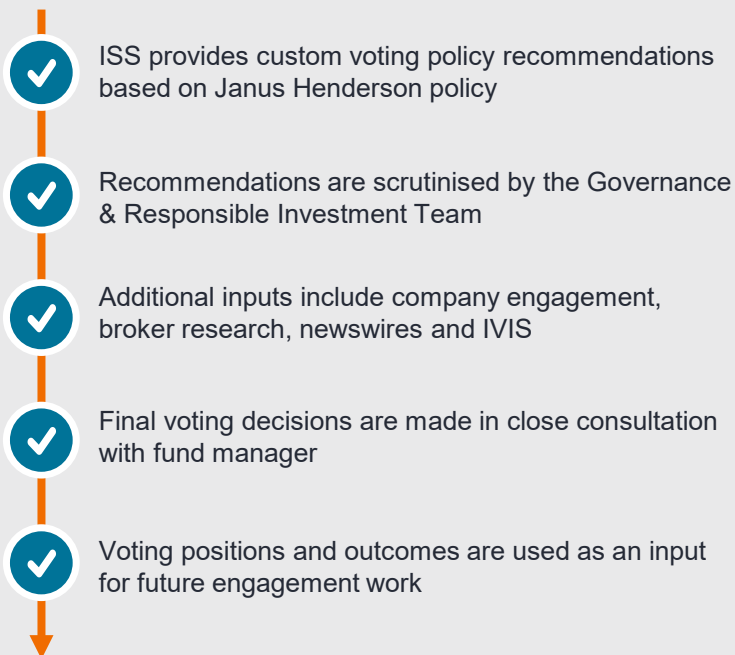 ISS provides custom voting policy recommendations
based on Janus Henderson policy
Recommendations are scrutinised by the Governance
& Responsible Investment Team
Additional inputs include company engagement,
broker research, newswires and IVIS
Final voting decisions are made in close consultation
with fund manager
Voting positions and outcomes are used as an input
for future engagement work